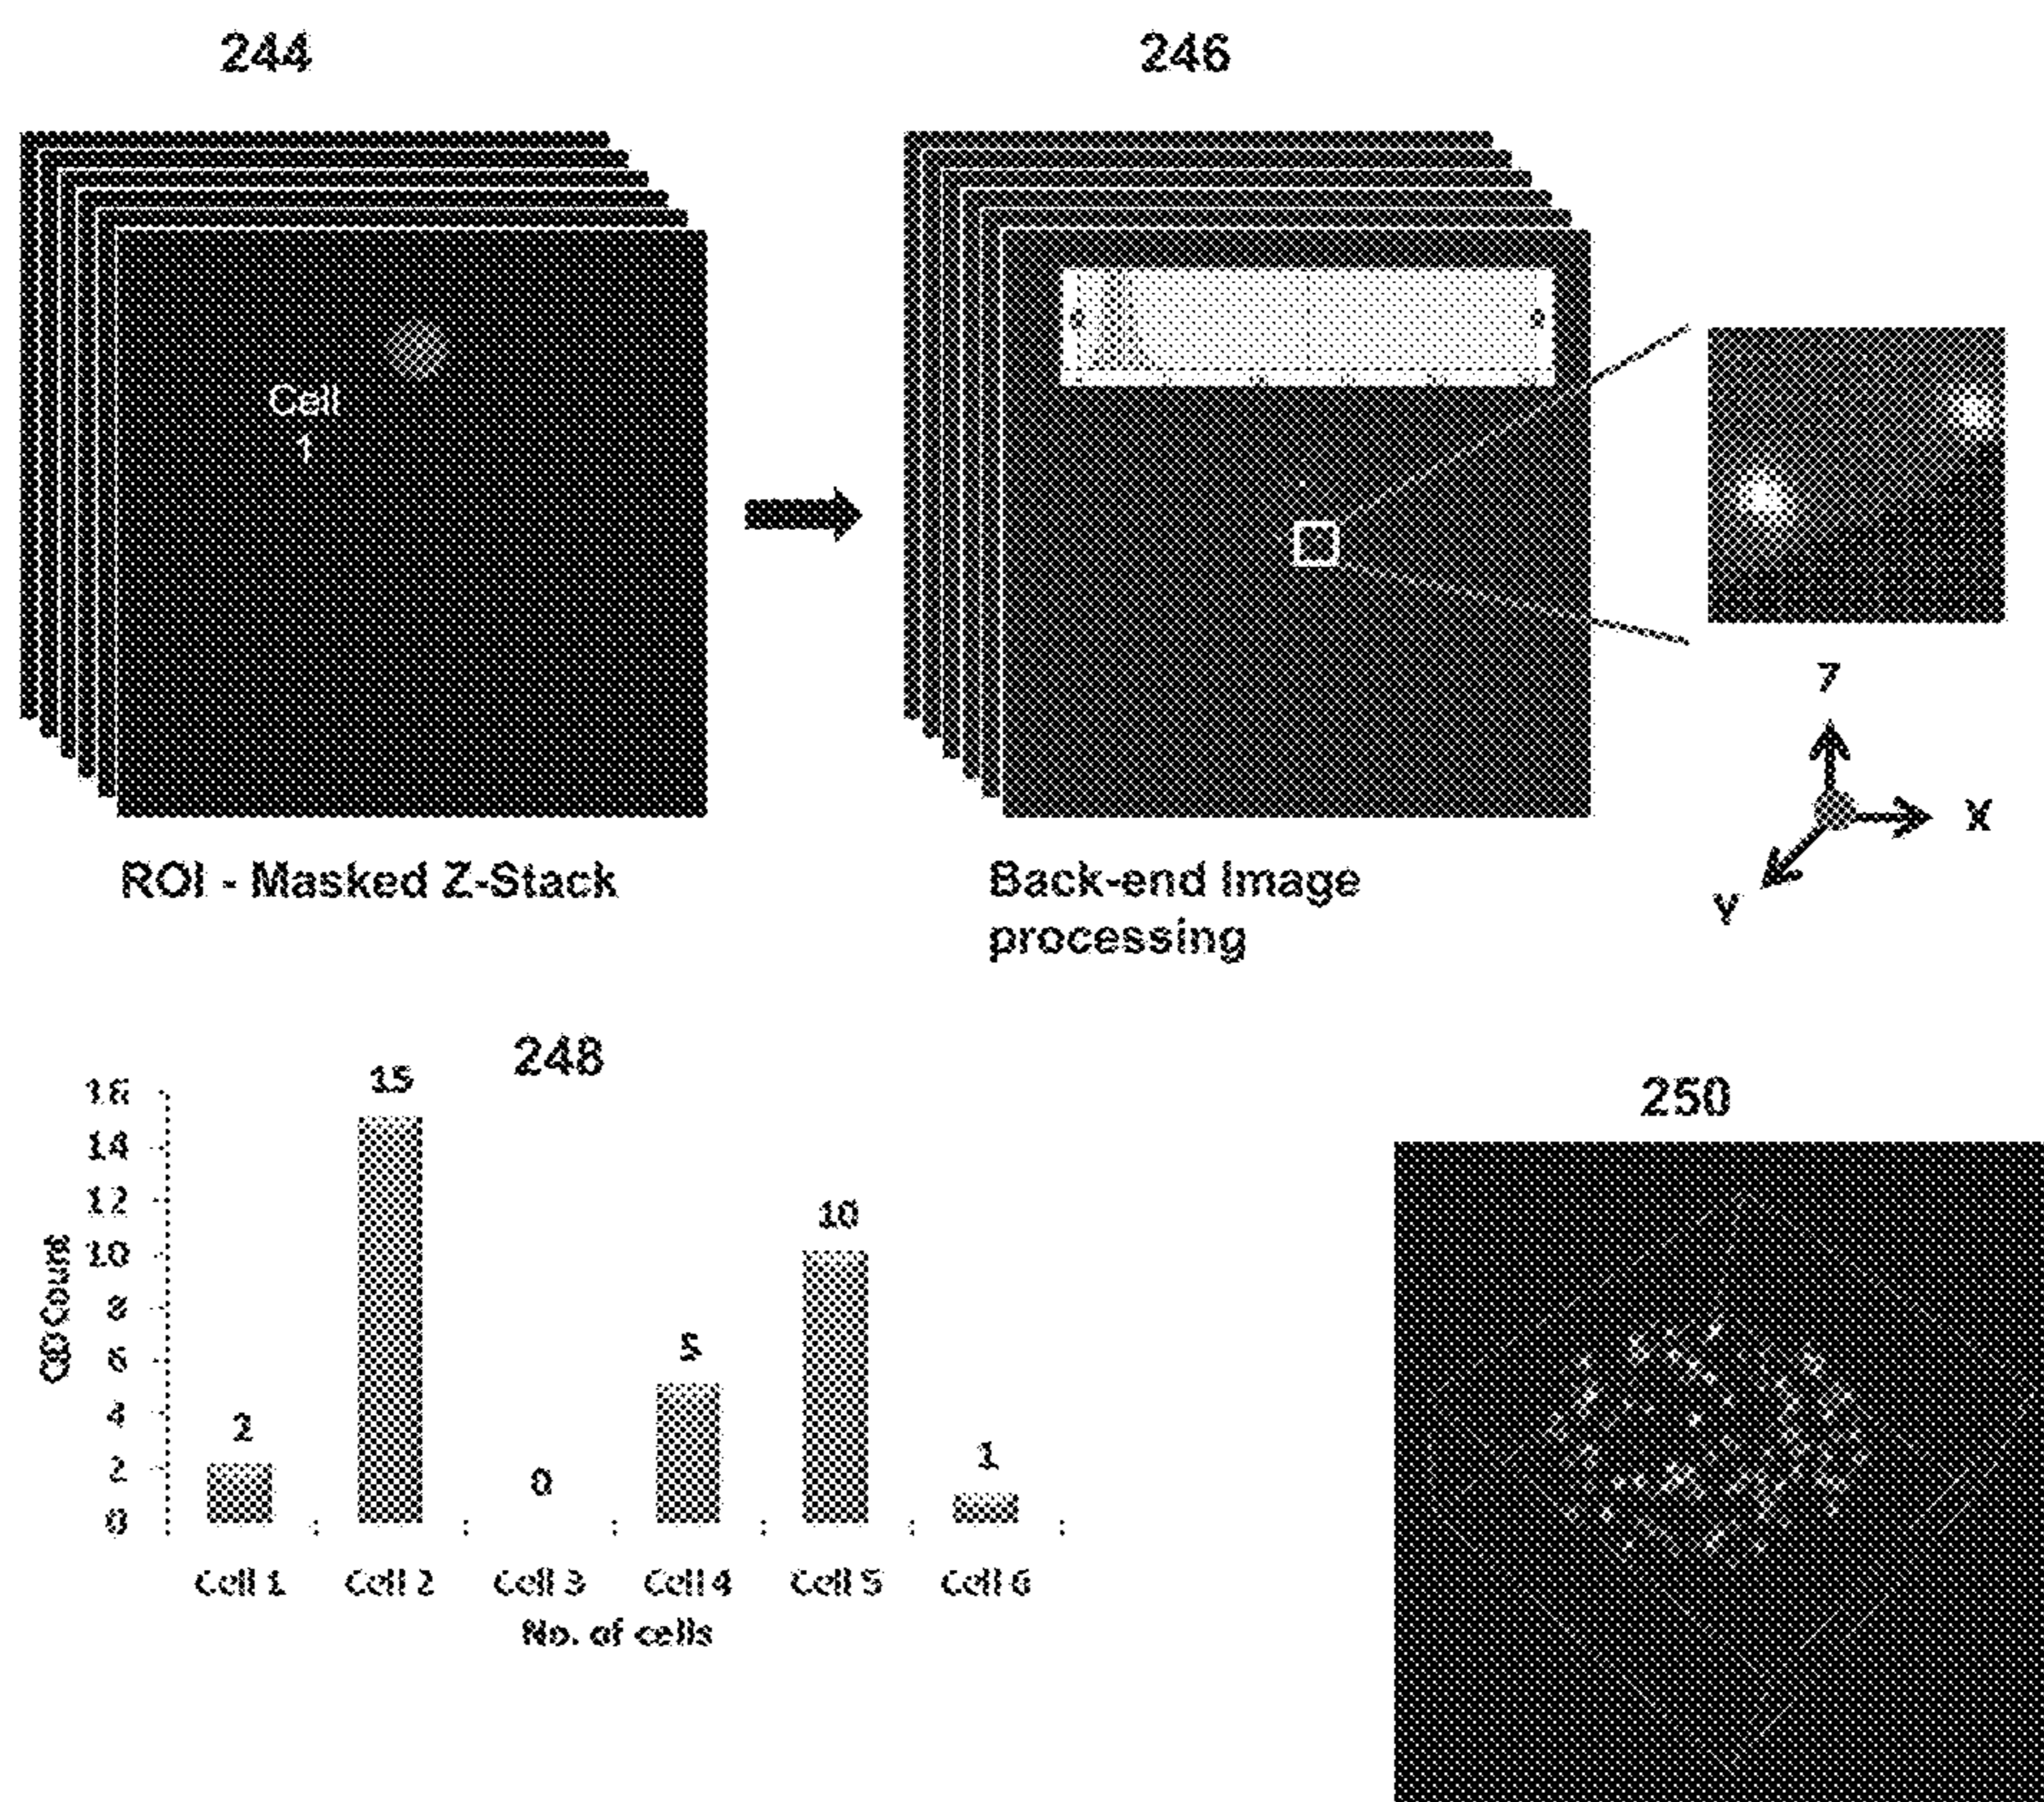 244
246
Cell
1
Z
X
Y
ROI - Masked Z-Stack
Back-end Image
processing
248
250
16
14
12
10
8
6
4
2
0
Count
2
15
0
5
10
1
Cell 1
Cell 2
Cell 3
Cell 4
Cell 5
Cell 6
No. of cells